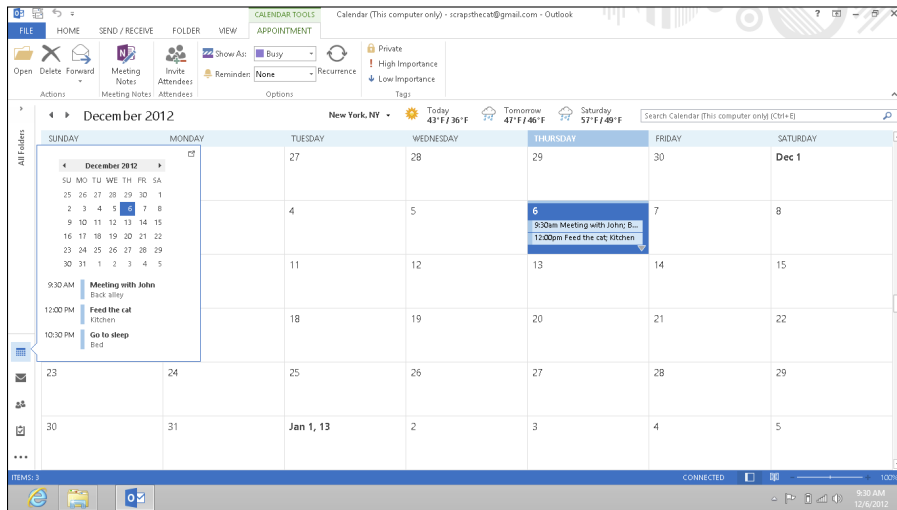 CALENDAR TOOLS Calendar (This computer only) - scrapsthecat@gmail.com - Outlook
FILE HOME SEND / RECEIVE FOLDER VIEW APPOINTMENT
Open Delete Forward Meeting Notes Invite Attendees Show As: Busy Reminder: None Recurrence Private High Importance Low Importance
Actions Meeting Notes Attendees Options Tags
December 2012 New York, NY Today 43°F/36°F Tomorrow 47°F/46°F Saturday 57°F/49°F Search Calendar (This computer only) (Ctrl+E)
All Folders
SUNDAY MONDAY TUESDAY WEDNESDAY THURSDAY FRIDAY SATURDAY
27 28 29 30 Dec 1
December 2012
SU MO TU WE TH FR SA
25 26 27 28 29 30 1
2 3 4 5 6 7 8
9 10 11 12 13 14 15
16 17 18 19 20 21 22
23 24 25 26 27 28 29
30 31 1 2 3 4 5
9:30 AM Meeting with John
Back alley
12:00 PM Feed the cat
Kitchen
10:30 PM Go to sleep
Bed
4 5 6 7 8
9:30am Meeting with John; B...
12:00pm Feed the cat; Kitchen
11 12 13 14 15
18 19 20 21 22
23 24 25 26 27 28 29
30 31 Jan 1, 13 2 3 4 5
ITEMS: 3 CONNECTED 100%
9:30 AM
12/6/2012